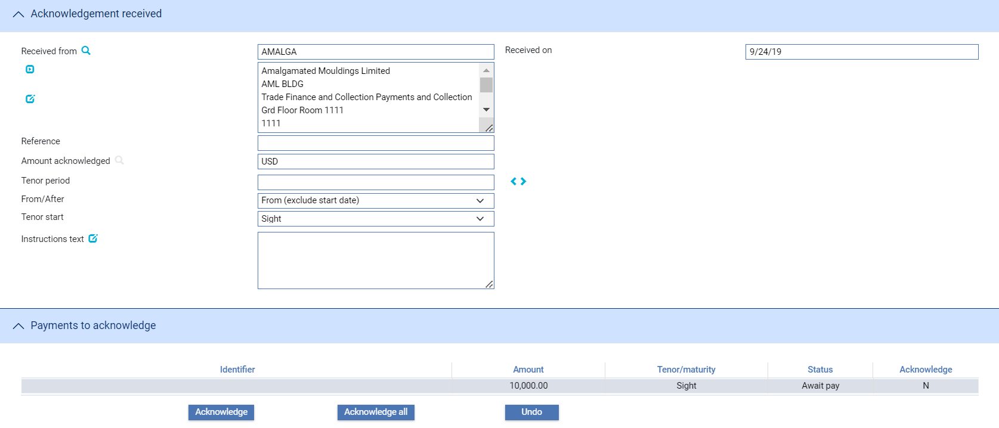 Acknowledgement received
Received from
AMALGA
Received on
9/24/19
Amalgamated Mouldings Limited
AML BLDG
Trade Finance and Collection Payments and Collection
Grd Floor Room 1111
1111
Reference
Amount acknowledged
USD
Tenor period
From/After
From (exclude start date)
Tenor start
Sight
Instructions text
Payments to acknowledge
Identifier Amount Tenor/maturity Status Acknowledge
10,000.00 Sight Await pay N
Acknowledge Acknowledge all Undo